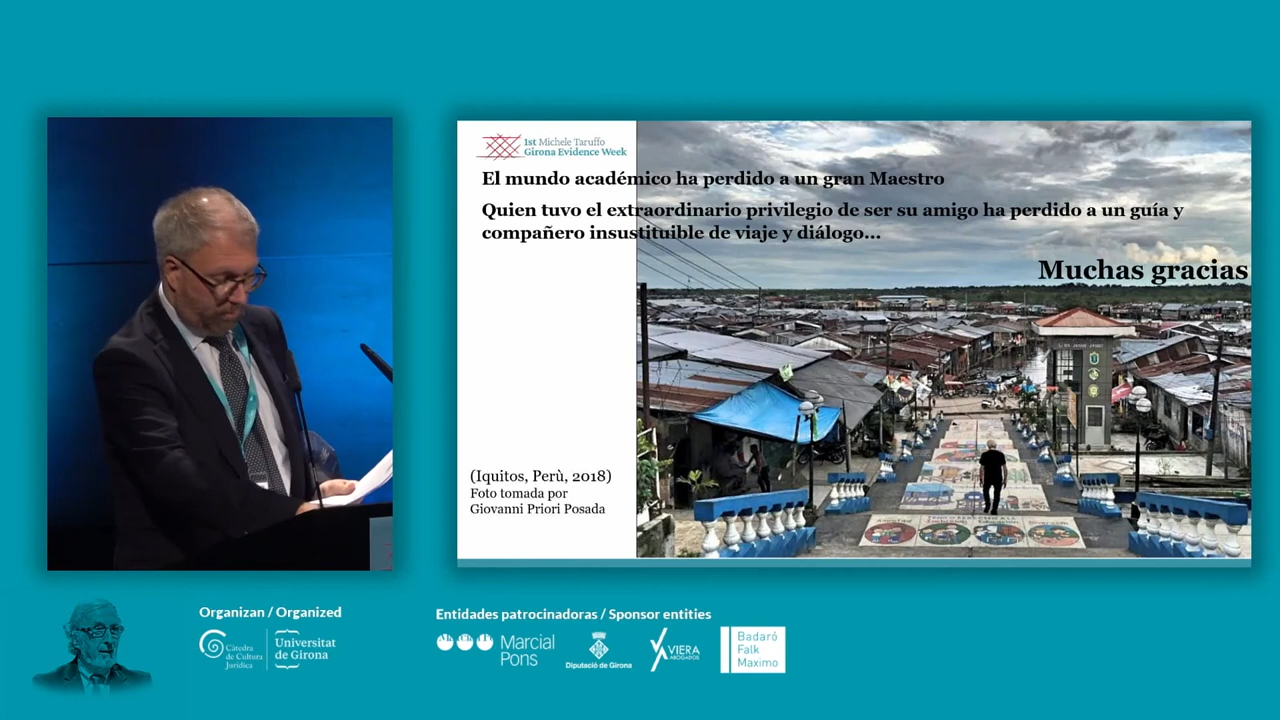 1st Michele Taruffo
Girona Evidence Week
El mundo académico ha perdido a un gran Maestro
Quien tuvo el extraordinario privilegio de ser su amigo ha perdido a un guía y
compañero insustituible de viaje y diálogo...
Muchas gracias
(Iquitos, Perù, 2018)
Foto tomada por
Giovanni Priori Posada
Organizan / Organized
Càtedra
de Cultura
Jurídica
Universitat
de Girona
Entidades patrocinadoras / Sponsor entities
Marcial
Pons
Diputació de Girona
VIERA
ABOGADOS
Badaró
Falk
Maximo